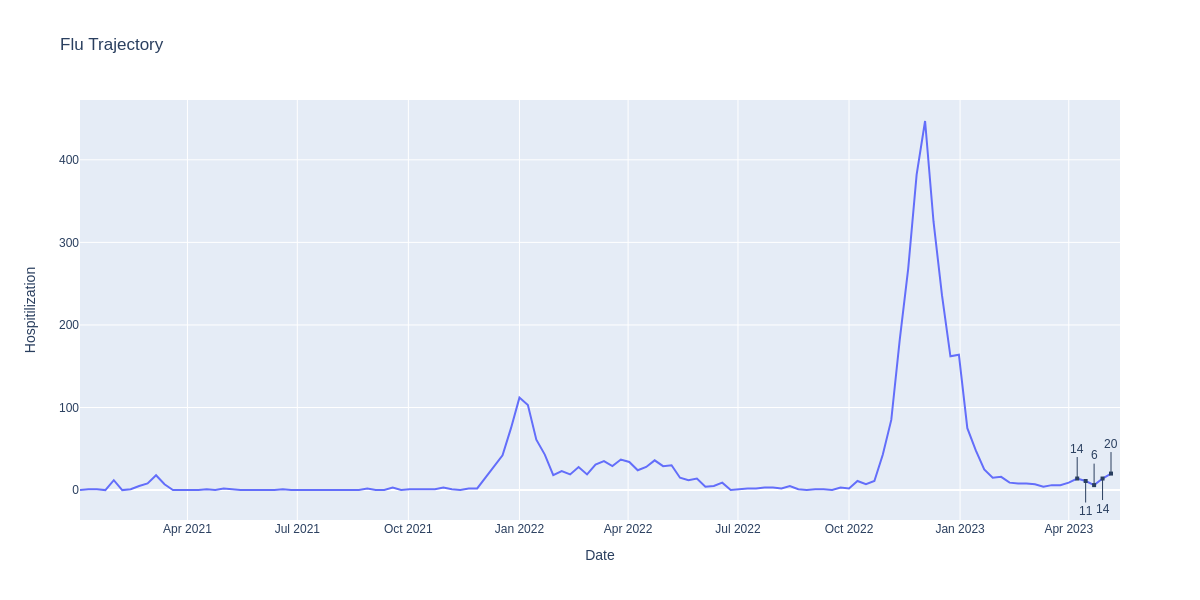 Flu Trajectory
Hospitilization
400
300
200
100
0
14
6
20
11
14
Apr 2021
Jul 2021
Oct 2021
Jan 2022
Apr 2022
Jul 2022
Oct 2022
Jan 2023
Apr 2023
Date